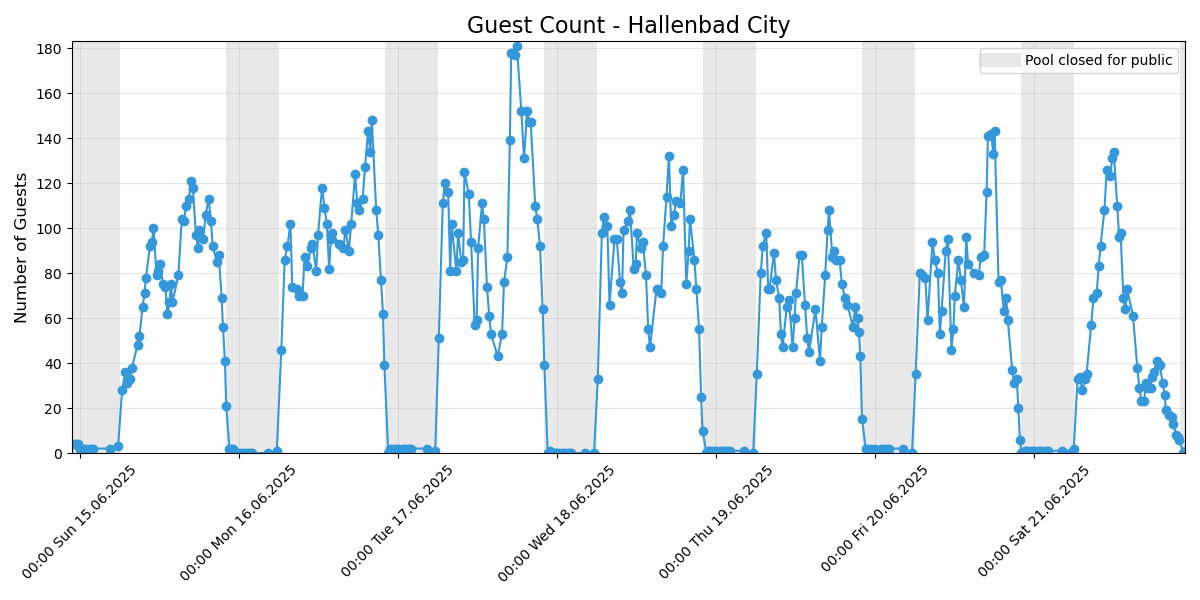 Guest Count - Hallenbad City
Pool closed for public
Number of Guests
180
160
140
120
100
80
60
40
20
0
00:00 Sun 15.06.2025
00:00 Mon 16.06.2025
00:00 Tue 17.06.2025
00:00 Wed 18.06.2025
00:00 Thu 19.06.2025
00:00 Fri 20.06.2025
00:00 Sat 21.06.2025